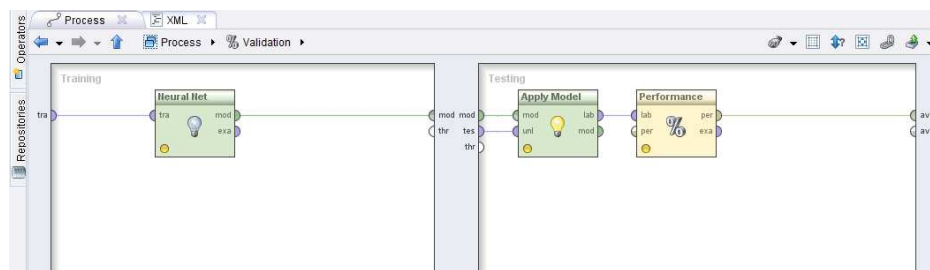 Process XML
Operators
Repositories
Process Validation
Training
Testing
Neural Net
tra mod
exa
tra
mod
thr
mod
tes
thr
Apply Model
mod lab
unl mod
Performance
lab per
per exa
av
av